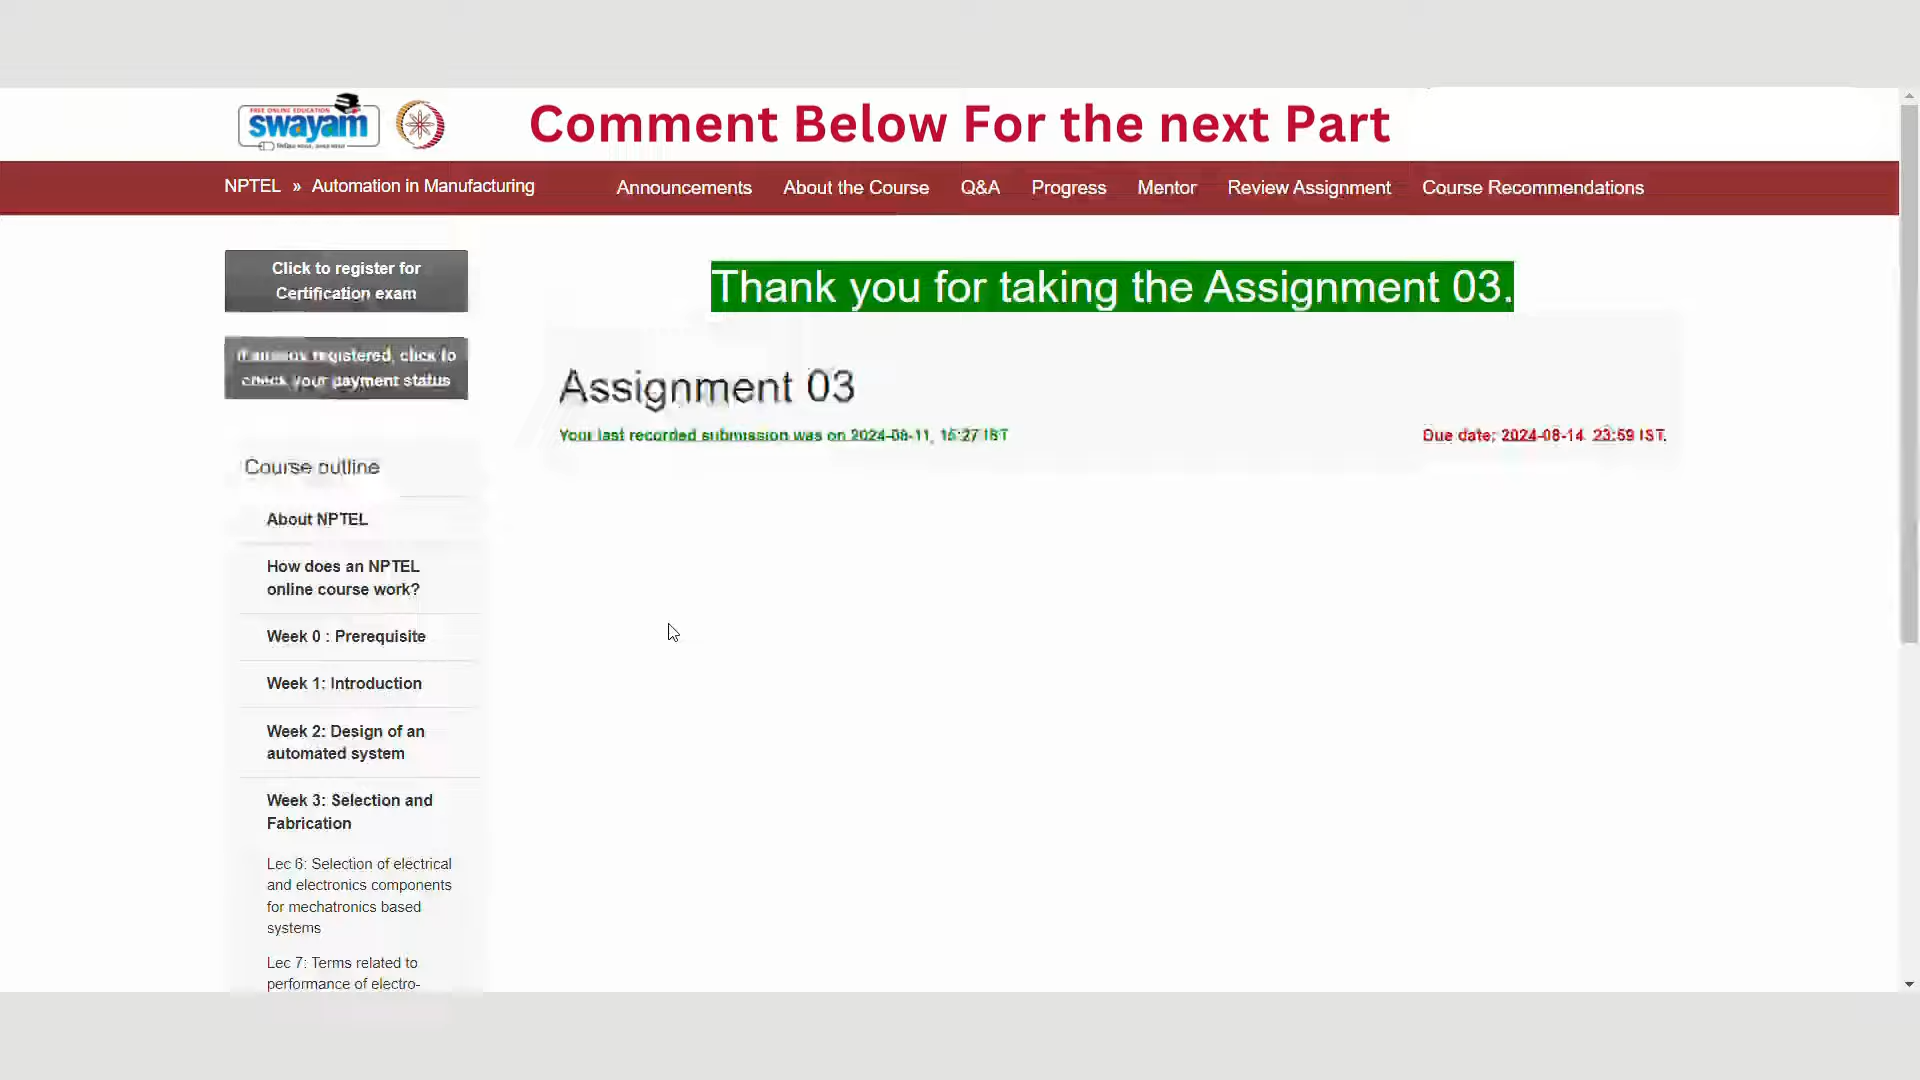 FREE ONLINE EDUCATION
swayam
Comment Below For the next Part
NPTEL » Automation in Manufacturing
Announcements About the Course Q&A Progress Mentor Review Assignment Course Recommendations
Click to register for
Certification exam
Thank you for taking the Assignment 03.
registered, click to
check your payment status
Assignment 03
Your last recorded submission was on 2024-08-11, 15:27 IST
Due date: 2024-08-14, 23:59 IST.
Course outline
About NPTEL
How does an NPTEL
online course work?
Week 0 : Prerequisite
Week 1: Introduction
Week 2: Design of an
automated system
Week 3: Selection and
Fabrication
Lec 6: Selection of electrical
and electronics components
for mechatronics based
systems
Lec 7: Terms related to
performance of electro-